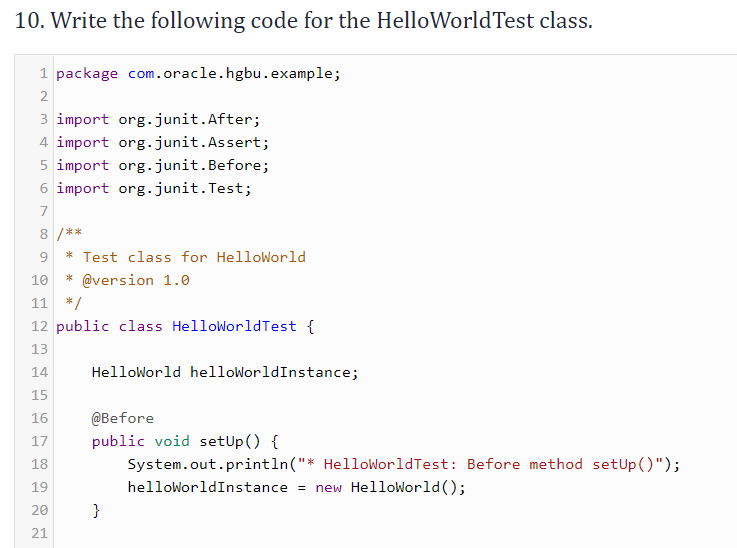 10. Write the following code for the HelloWorldTest class.
1 package com.oracle.hgbu.example;
2
3 import org.junit.After;
4 import org.junit.Assert;
5 import org.junit.Before;
6 import org.junit.Test;
7
8 /**
9  * Test class for HelloWorld
10  * @version 1.0
11  */
12 public class HelloWorldTest {
13
14     HelloWorld helloWorldInstance;
15
16     @Before
17     public void setUp() {
18         System.out.println("* HelloWorldTest: Before method setUp()");
19         helloWorldInstance = new HelloWorld();
20     }
21